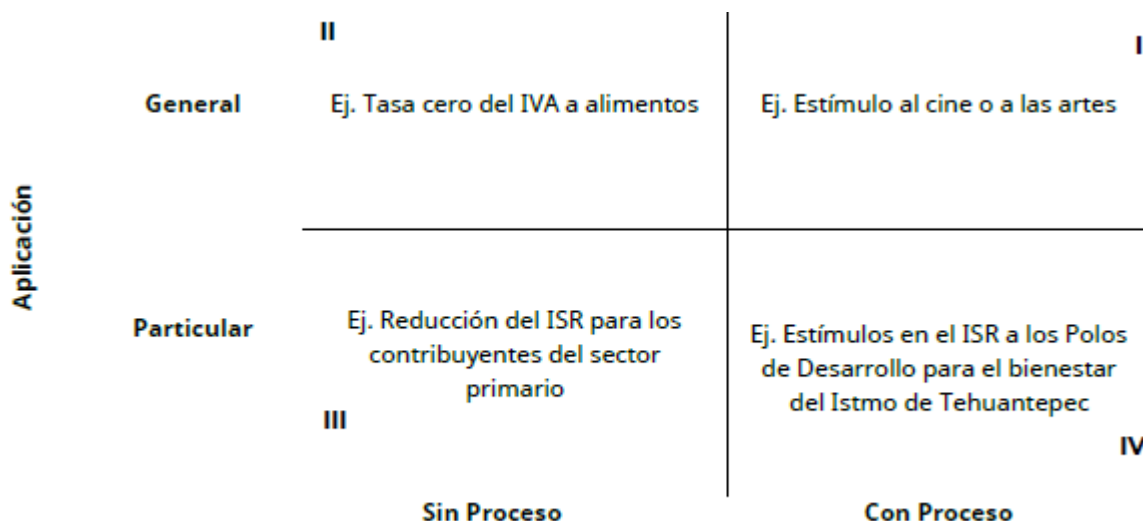 II
I
General
Ej. Tasa cero del IVA a alimentos
Ej. Estímulo al cine o a las artes
Aplicación
Particular
Ej. Reducción del ISR para los
contribuyentes del sector
primario
Ej. Estímulos en el ISR a los Polos
de Desarrollo para el bienestar
del Istmo de Tehuantepec
III
IV
Sin Proceso
Con Proceso